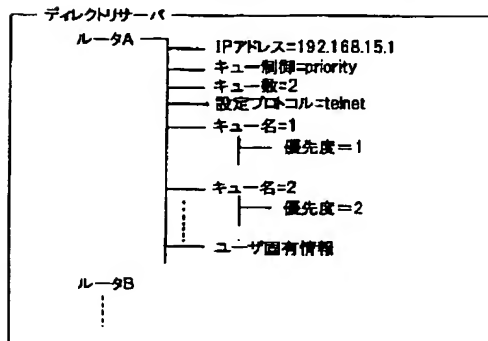 ディレクトリサーバ
ルータA
IPアドレス=192.168.15.1
キュー制御=priority
キュー数=2
設定プロトコル=telnet
キュー名=1
優先度=1
キュー名=2
優先度=2
ユーザ固有情報
ルータB